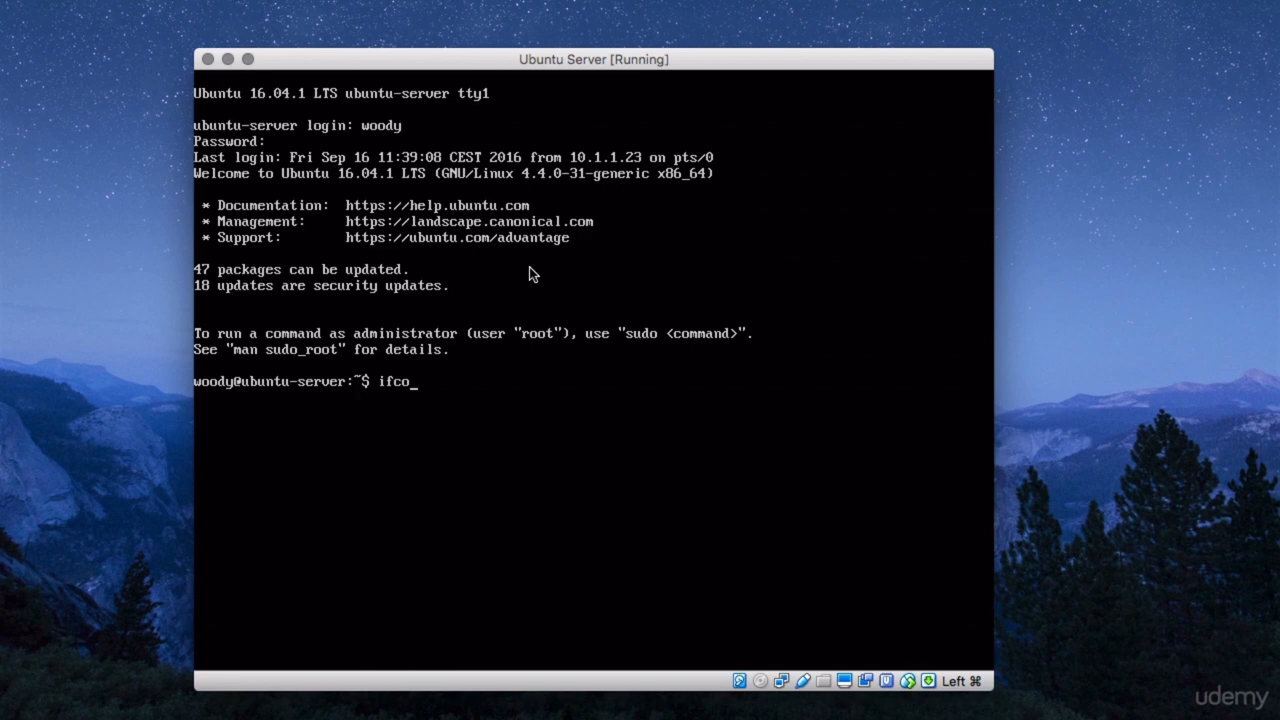 Ubuntu Server [Running]
Ubuntu 16.04.1 LTS ubuntu-server tty1
ubuntu-server login: woody
Password:
Last login: Fri Sep 16 11:39:08 CEST 2016 from 10.1.1.23 on pts/0
Welcome to Ubuntu 16.04.1 LTS (GNU/Linux 4.4.0-31-generic x86_64)
* Documentation:  https://help.ubuntu.com
* Management:     https://landscape.canonical.com
* Support:        https://ubuntu.com/advantage
47 packages can be updated.
18 updates are security updates.
To run a command as administrator (user "root"), use "sudo <command>".
See "man sudo_root" for details.
woody@ubuntu-server:~$ ifco_
Left ⌘
udemy